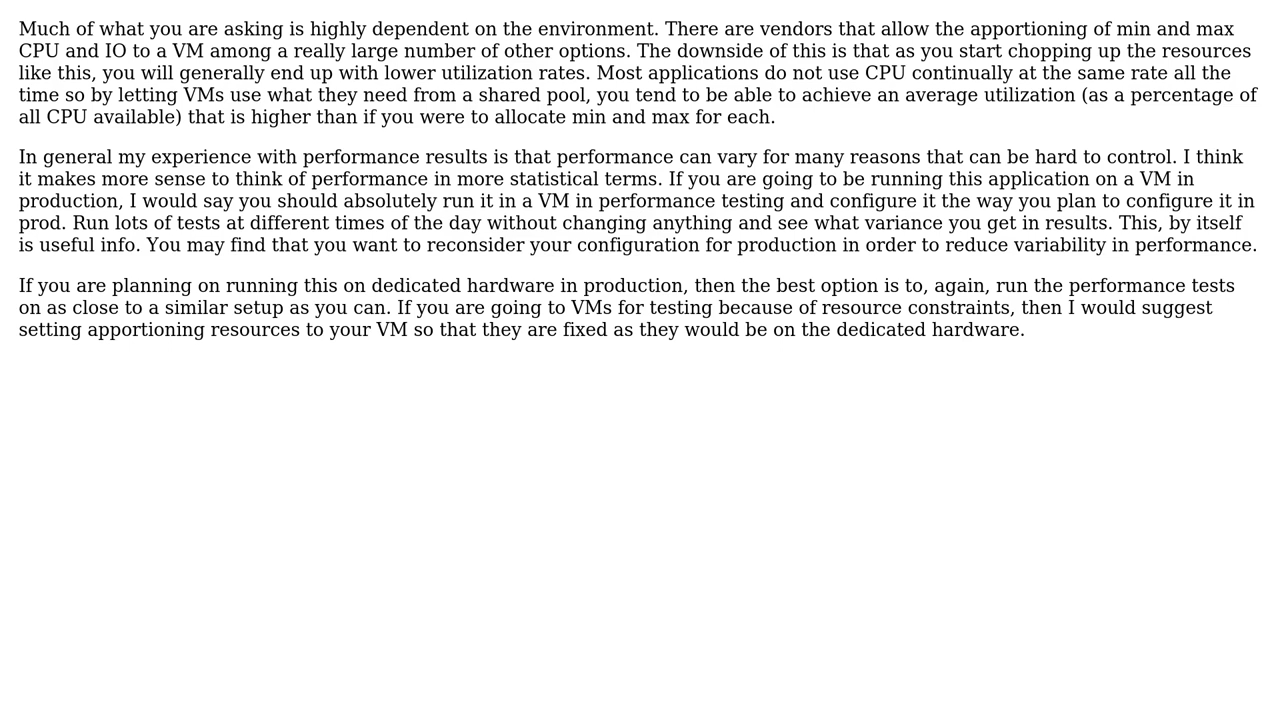 Much of what you are asking is highly dependent on the environment. There are vendors that allow the apportioning of min and max
CPU and IO to a VM among a really large number of other options. The downside of this is that as you start chopping up the resources
like this, you will generally end up with lower utilization rates. Most applications do not use CPU continually at the same rate all the
time so by letting VMs use what they need from a shared pool, you tend to be able to achieve an average utilization (as a percentage of
all CPU available) that is higher than if you were to allocate min and max for each.
In general my experience with performance results is that performance can vary for many reasons that can be hard to control. I think
it makes more sense to think of performance in more statistical terms. If you are going to be running this application on a VM in
production, I would say you should absolutely run it in a VM in performance testing and configure it the way you plan to configure it in
prod. Run lots of tests at different times of the day without changing anything and see what variance you get in results. This, by itself
is useful info. You may find that you want to reconsider your configuration for production in order to reduce variability in performance.
If you are planning on running this on dedicated hardware in production, then the best option is to, again, run the performance tests
on as close to a similar setup as you can. If you are going to VMs for testing because of resource constraints, then I would suggest
setting apportioning resources to your VM so that they are fixed as they would be on the dedicated hardware.